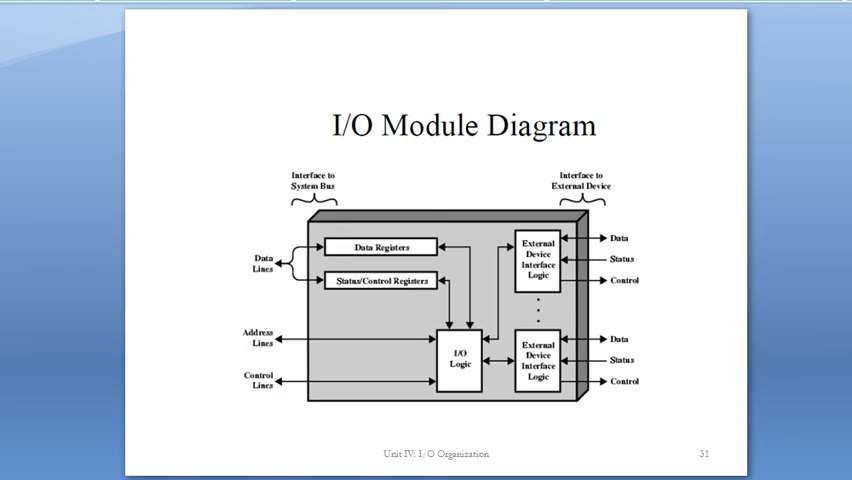 I/O Module Diagram
Interface to
System Bus
Interface to
External Device
Data
Lines
Data Registers
Status/Control Registers
External
Device
Interface
Logic
Data
Status
Control
Address
Lines
I/O
Logic
Control
Lines
External
Device
Interface
Logic
Data
Status
Control
Unit IV: I/O Organization
31